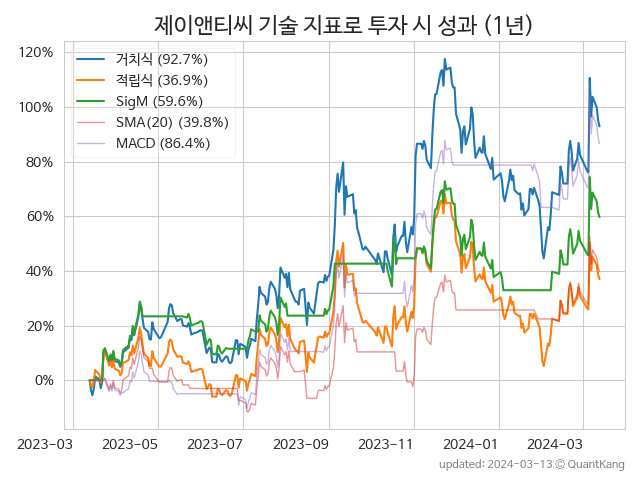 제이앤티씨 기술 지표로 투자 시 성과 (1년)
120%
100%
80%
60%
40%
20%
0%
거치식 (92.7%)
적립식 (36.9%)
SigM (59.6%)
SMA(20) (39.8%)
MACD (86.4%)
2023-03
2023-05
2023-07
2023-09
2023-11
2024-01
2024-03
updated: 2024-03-13 © QuantKang